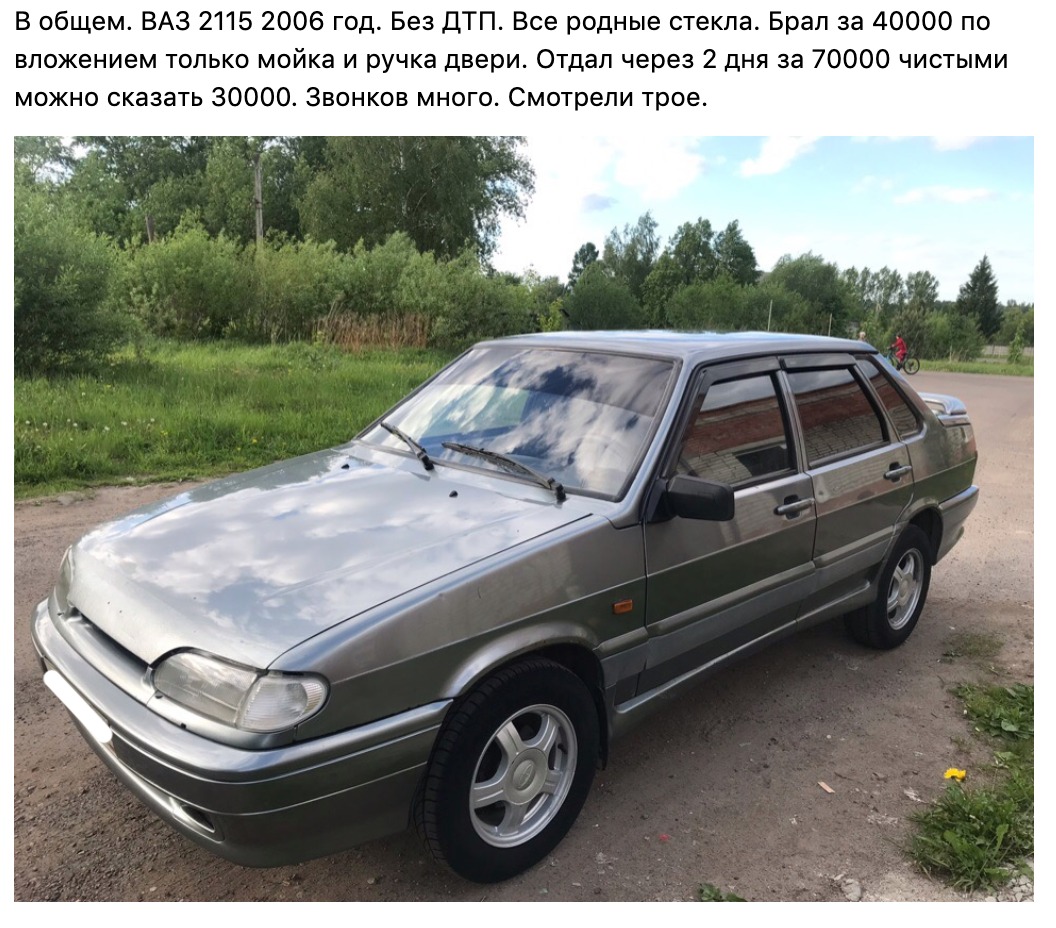 В общем. ВАЗ 2115 2006 год. Без ДТП. Все родные стекла. Брал за 40000 по
вложением только мойка и ручка двери. Отдал через 2 дня за 70000 чистыми
можно сказать 30000. Звонков много. Смотрели трое.